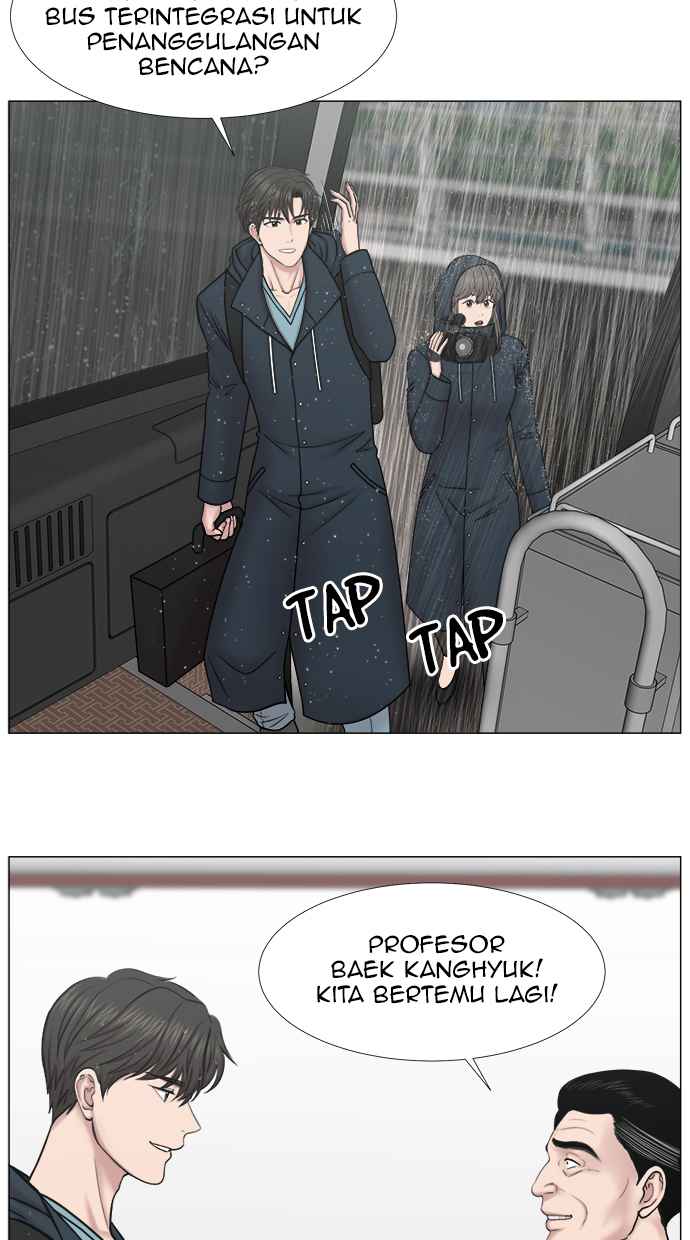 BUS TERINTEGRASI UNTUK
PENANGGULANGAN
BENCANA?
TAP
TAP
PROFESOR
BAEK KANGHYUK!
KITA BERTEMU LAGI!